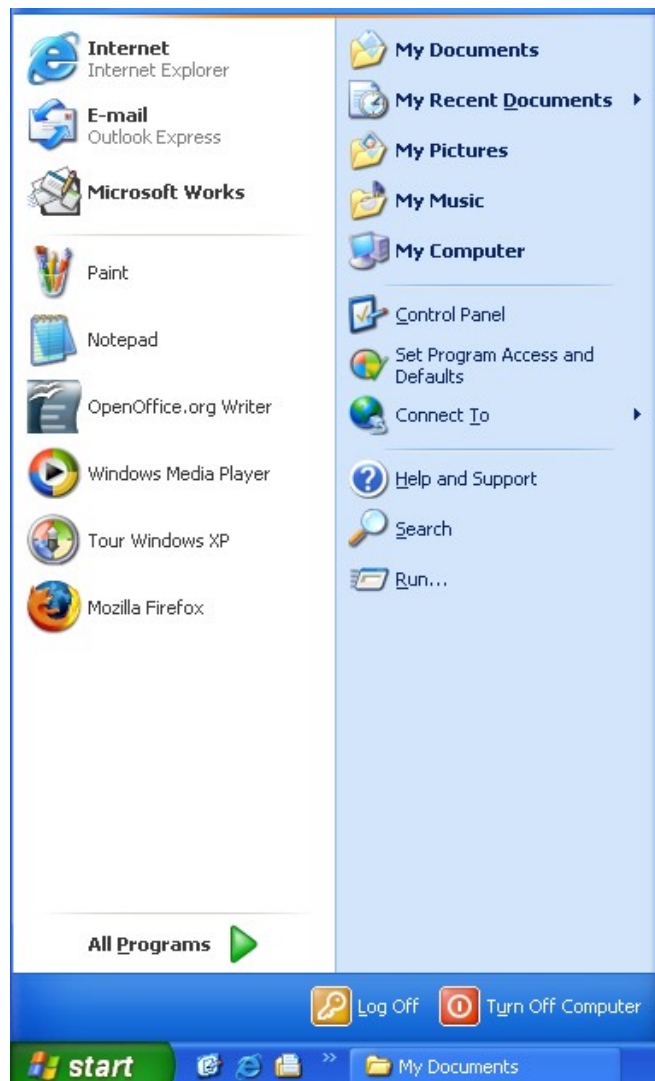 Internet
Internet Explorer
E-mail
Outlook Express
Microsoft Works
Paint
Notepad
OpenOffice.org Writer
Windows Media Player
Tour Windows XP
Mozilla Firefox
All Programs
My Documents
My Recent Documents
My Pictures
My Music
My Computer
Control Panel
Set Program Access and
Defaults
Connect To
Help and Support
Search
Run...
Log Off
Turn Off Computer
start
My Documents